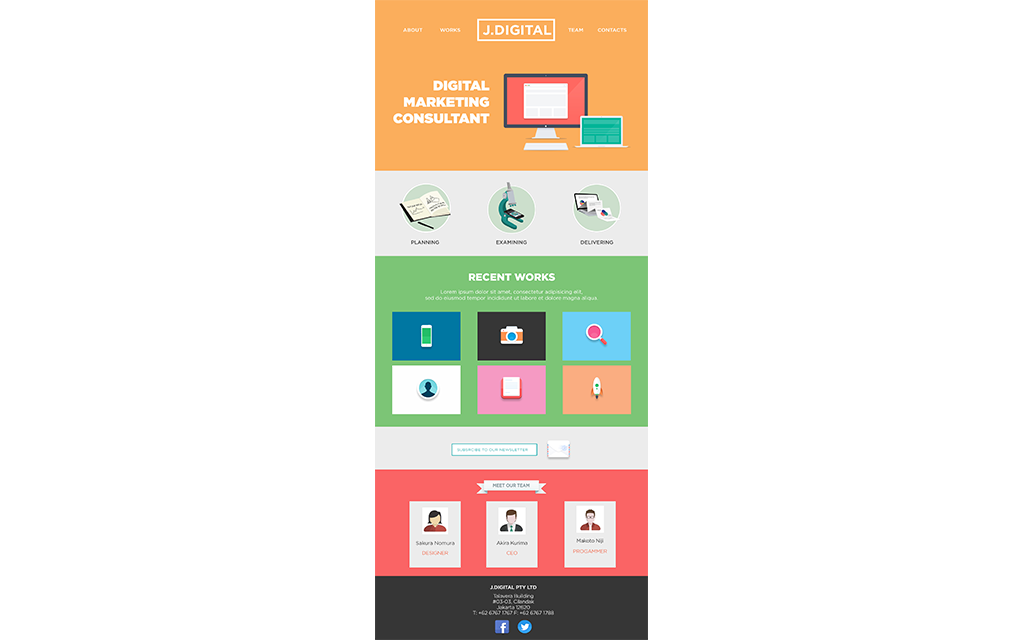 ABOUT
WORKS
J.DIGITAL
TEAM
CONTACTS
DIGITAL
MARKETING
CONSULTANT
PLANNING
EXAMINING
DELIVERING
RECENT WORKS
Lorem ipsum dolor sit amet, consectetur adipisicing elit,
sed do eiusmod tempor incididunt ut labore et dolore magna aliqua.
SUBSRCIBE TO OUR NEWSLETTER
MEET OUR TEAM
Sakura Nomura
DESIGNER
Akira Kurima
CEO
Makoto Niji
PROGAMMER
J.DIGITAL PTY LTD
Talavera Building
#03-03, Cilandak
Jakarta 12620
T: +62 6767 1767 F: +62 6767 1788